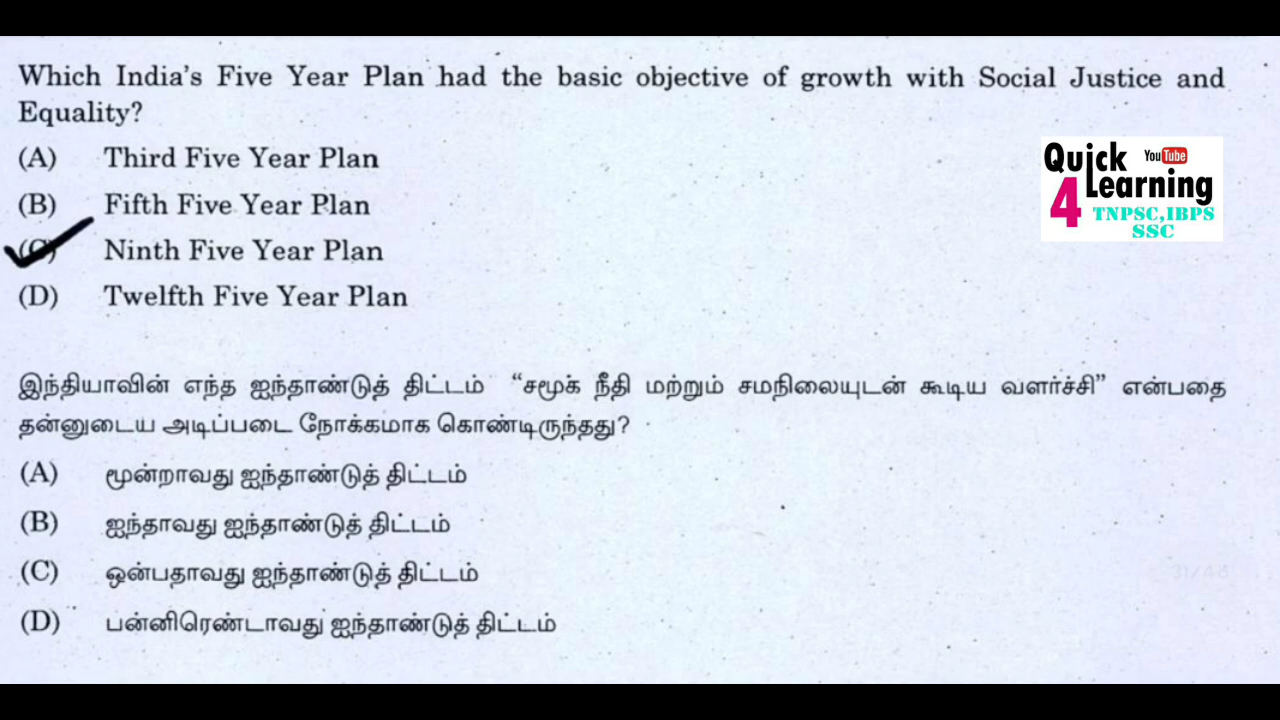 Which India's Five Year Plan had the basic objective of growth with Social Justice and
Equality?
(A) Third Five Year Plan
(B) Fifth Five Year Plan
(C) Ninth Five Year Plan
(D) Twelfth Five Year Plan
Quick
4 Learning
You Tube
TNPSC,IBPS
SSC
இந்தியாவின் எந்த ஐந்தாண்டுத் திட்டம் “சமூக் நீதி மற்றும் சமநிலையுடன் கூடிய வளர்ச்சி” என்பதை
தன்னுடைய அடிப்படை நோக்கமாக கொண்டிருந்தது?
(A) மூன்றாவது ஐந்தாண்டுத் திட்டம்
(B) ஐந்தாவது ஐந்தாண்டுத் திட்டம்
(C) ஒன்பதாவது ஐந்தாண்டுத் திட்டம்
(D) பன்னிரெண்டாவது ஐந்தாண்டுத் திட்டம்